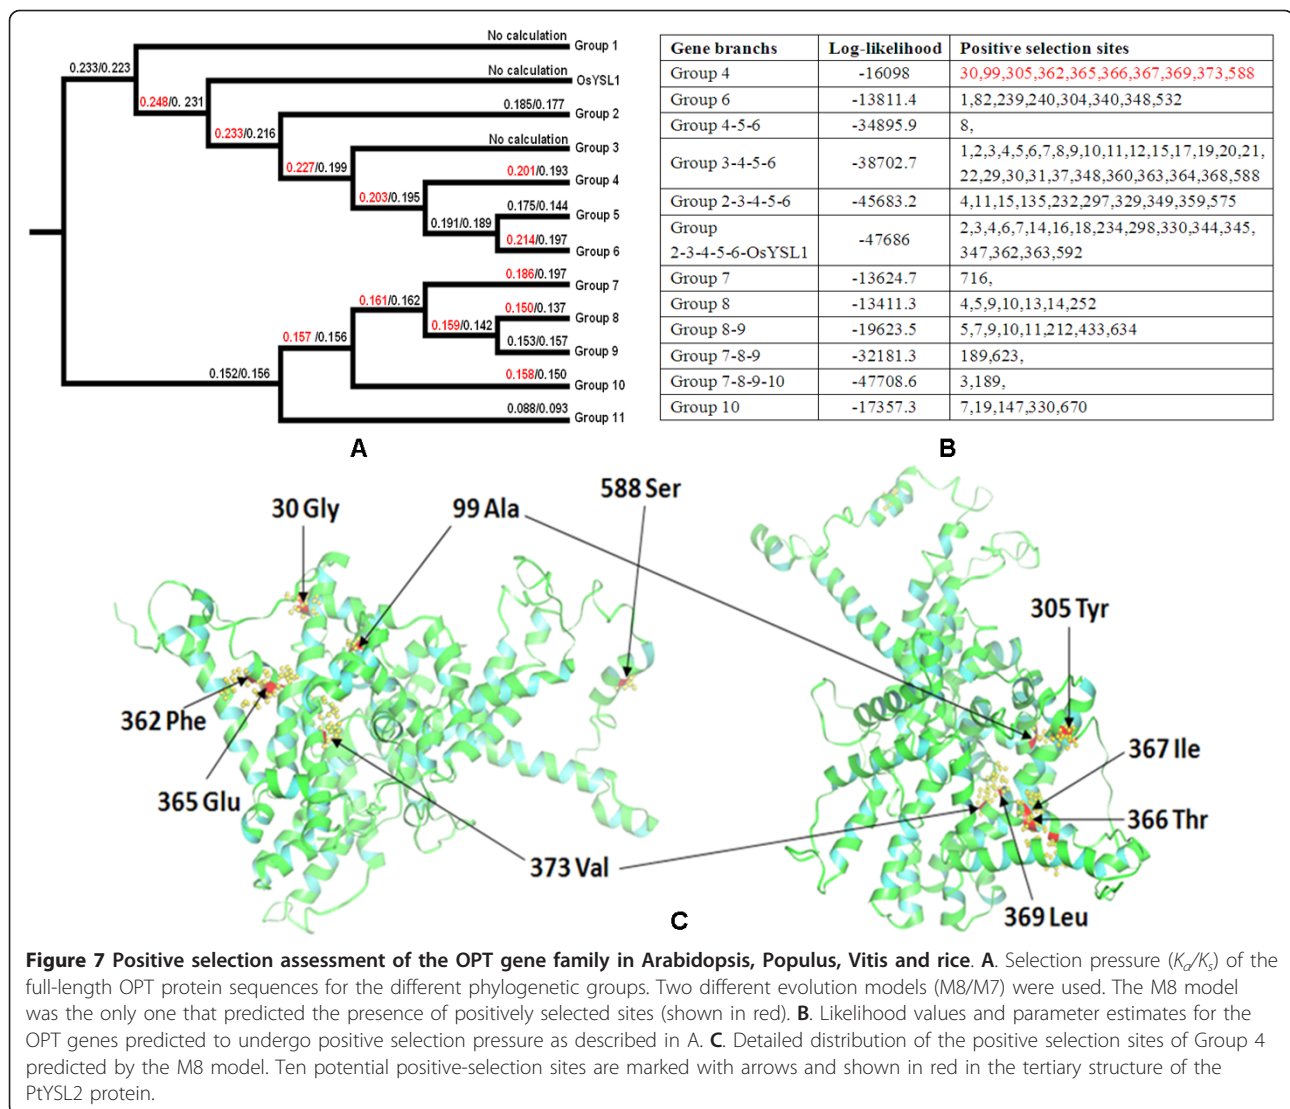 No calculation
Group 1
0.233/0.223
No calculation
OsYSL1
0.248/0. 231
0.185/0.177
Group 2
0.233/0.216
No calculation
Group 3
0.227/0.199
0.201/0.193
Group 4
0.203/0.195
0.175/0.144
Group 5
0.191/0.189
0.214/0.197
Group 6
0.186/0.197
Group 7
0.161/0.162
0.150/0.137
Group 8
0.159/0.142
0.153/0.157
Group 9
0.157 /0.156
0.158/0.150
Group 10
0.152/0.156
0.088/0.093
Group 11
A
Gene branchs Log-likelihood Positive selection sites
Group 4 -16098 30,99,305,362,365,366,367,369,373,588
Group 6 -13811.4 1,82,239,240,304,340,348,532
Group 4-5-6 -34895.9 8,
Group 3-4-5-6 -38702.7 1,2,3,4,5,6,7,8,9,10,11,12,15,17,19,20,21,
22,29,30,31,37,348,360,363,364,368,588
Group 2-3-4-5-6 -45683.2 4,11,15,135,232,297,329,349,359,575
Group
2-3-4-5-6-OsYSL1 -47686 2,3,4,6,7,14,16,18,234,298,330,344,345,
347,362,363,592
Group 7 -13624.7 716,
Group 8 -13411.3 4,5,9,10,13,14,252
Group 8-9 -19623.5 5,7,9,10,11,212,433,634
Group 7-8-9 -32181.3 189,623,
Group 7-8-9-10 -47708.6 3,189,
Group 10 -17357.3 7,19,147,330,670
B
30 Gly
99 Ala
588 Ser
305 Tyr
362 Phe
367 Ile
365 Glu
366 Thr
373 Val
369 Leu
C
Figure 7 Positive selection assessment of the OPT gene family in Arabidopsis, Populus, Vitis and rice. A. Selection pressure (Ka/Ks) of the
full-length OPT protein sequences for the different phylogenetic groups. Two different evolution models (M8/M7) were used. The M8 model
was the only one that predicted the presence of positively selected sites (shown in red). B. Likelihood values and parameter estimates for the
OPT genes predicted to undergo positive selection pressure as described in A. C. Detailed distribution of the positive selection sites of Group 4
predicted by the M8 model. Ten potential positive-selection sites are marked with arrows and shown in red in the tertiary structure of the
PtYSL2 protein.